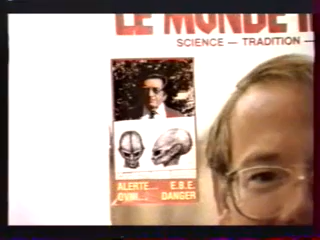 LE MONDE I
SCIENCE — TRADITION —
ALERTE... E.B.E.
OVNI... DANGER